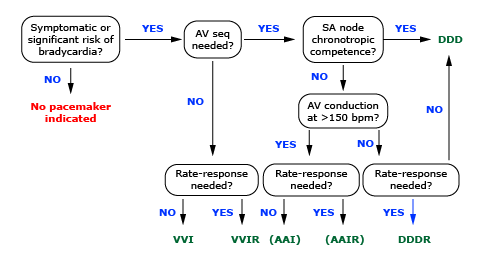 Symptomatic or
significant risk of
bradycardia?
YES
AV seq
needed?
YES
SA node
chronotropic
competence?
YES
DDD
NO
No pacemaker
indicated
NO
NO
AV conduction
at >150 bpm?
NO
YES
NO
Rate-response
needed?
Rate-response
needed?
Rate-response
needed?
NO
YES
NO
YES
YES
VVI
VVIR
(AAI)
(AAIR)
DDDR